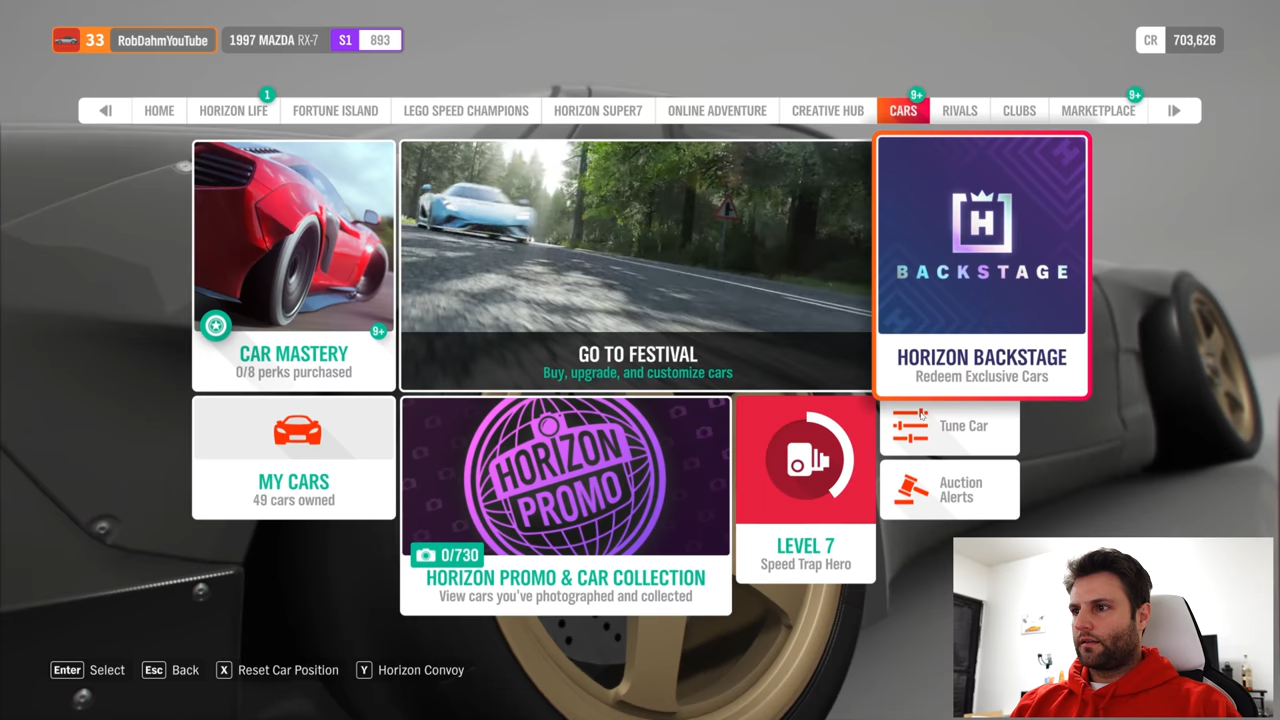 33 RobDahmYouTube 1997 MAZDA RX-7 S1 893 CR 703,626
1 9+ 9+
HOME HORIZON LIFE FORTUNE ISLAND LEGO SPEED CHAMPIONS HORIZON SUPER7 ONLINE ADVENTURE CREATIVE HUB CARS RIVALS CLUBS MARKETPLACE
9+
CAR MASTERY
0/8 perks purchased
GO TO FESTIVAL
Buy, upgrade, and customize cars
H
BACKSTAGE
HORIZON BACKSTAGE
Redeem Exclusive Cars
MY CARS
49 cars owned
HORIZON
PROMO
0/730
HORIZON PROMO & CAR COLLECTION
View cars you've photographed and collected
LEVEL 7
Speed Trap Hero
Tune Car
Auction
Alerts
Enter Select Esc Back X Reset Car Position Y Horizon Convoy